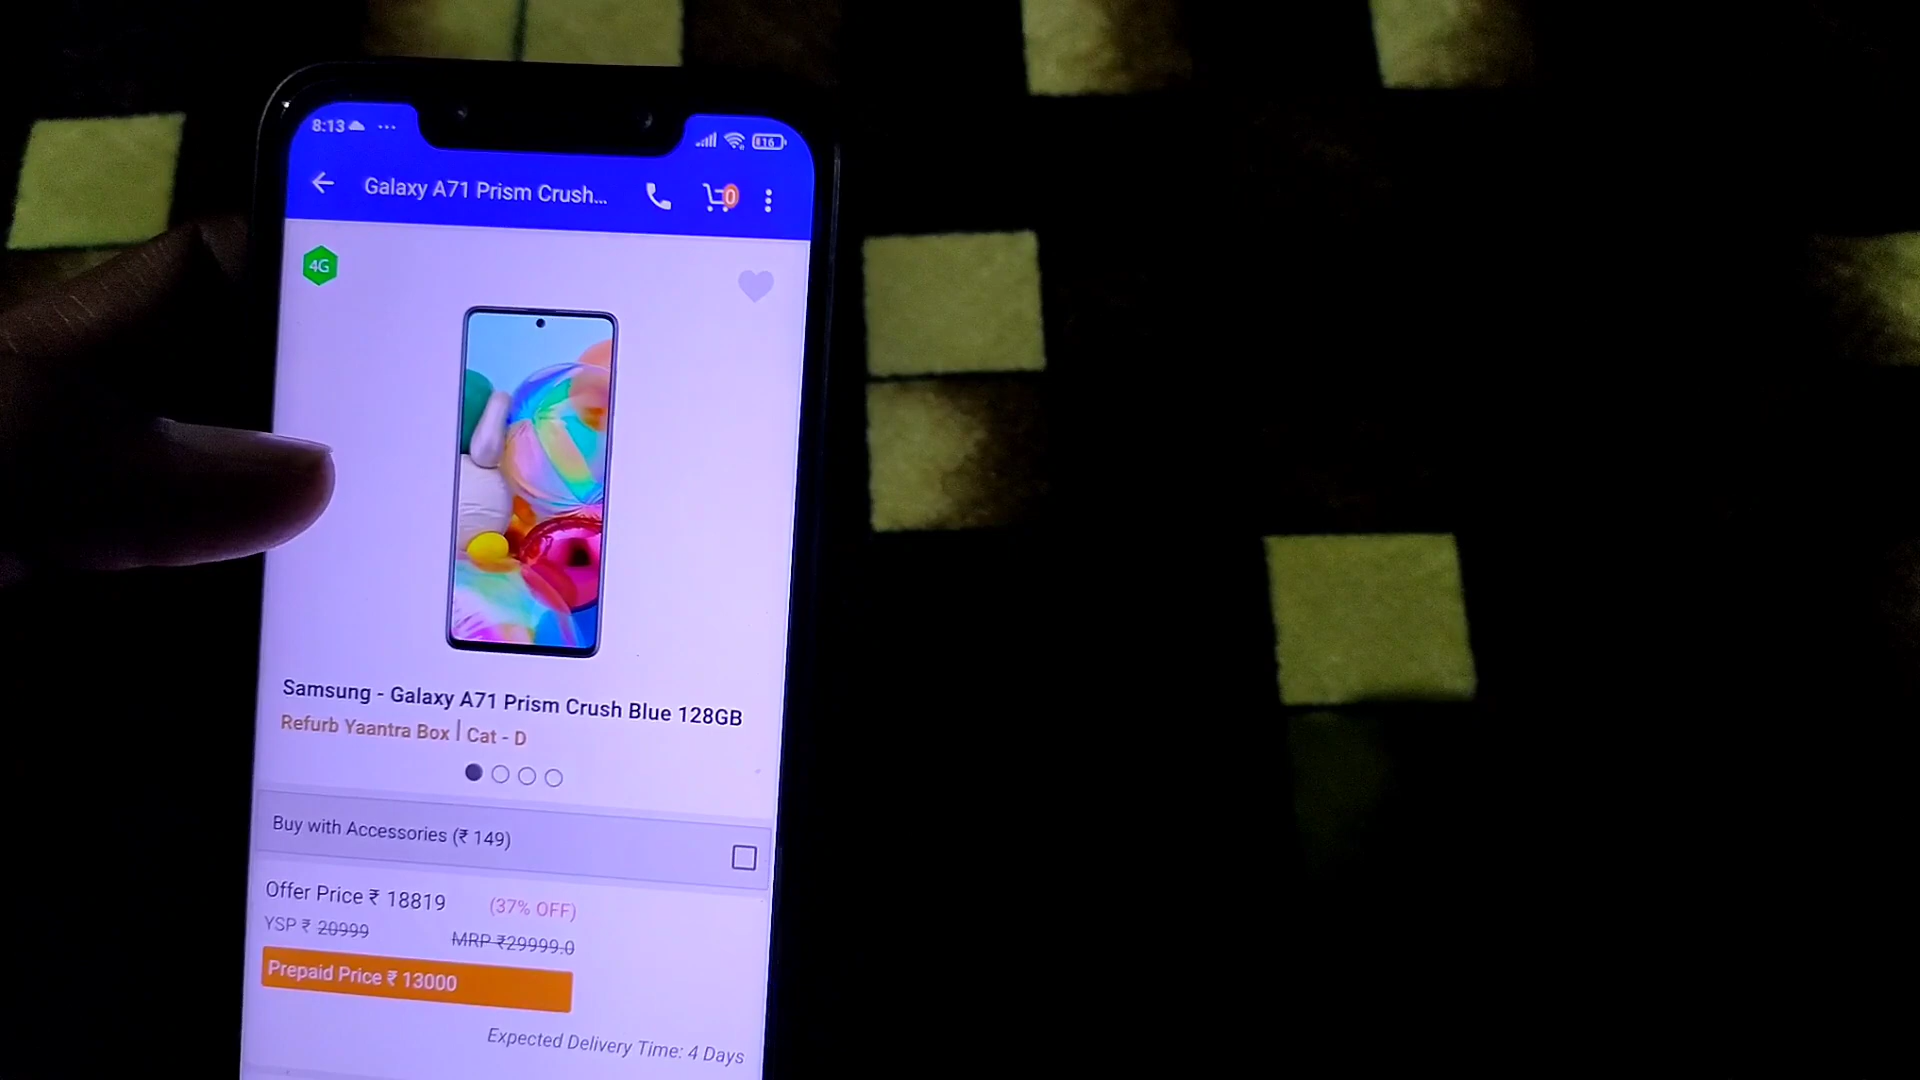 8:13 ...
16
Galaxy A71 Prism Crush...
0
4G
Samsung - Galaxy A71 Prism Crush Blue 128GB
Refurb Yaantra Box | Cat - D
Buy with Accessories (₹ 149)
Offer Price ₹ 18819 (37% OFF)
YSP ₹ 20999 MRP ₹29999.0
Prepaid Price ₹ 13000
Expected Delivery Time: 4 Days